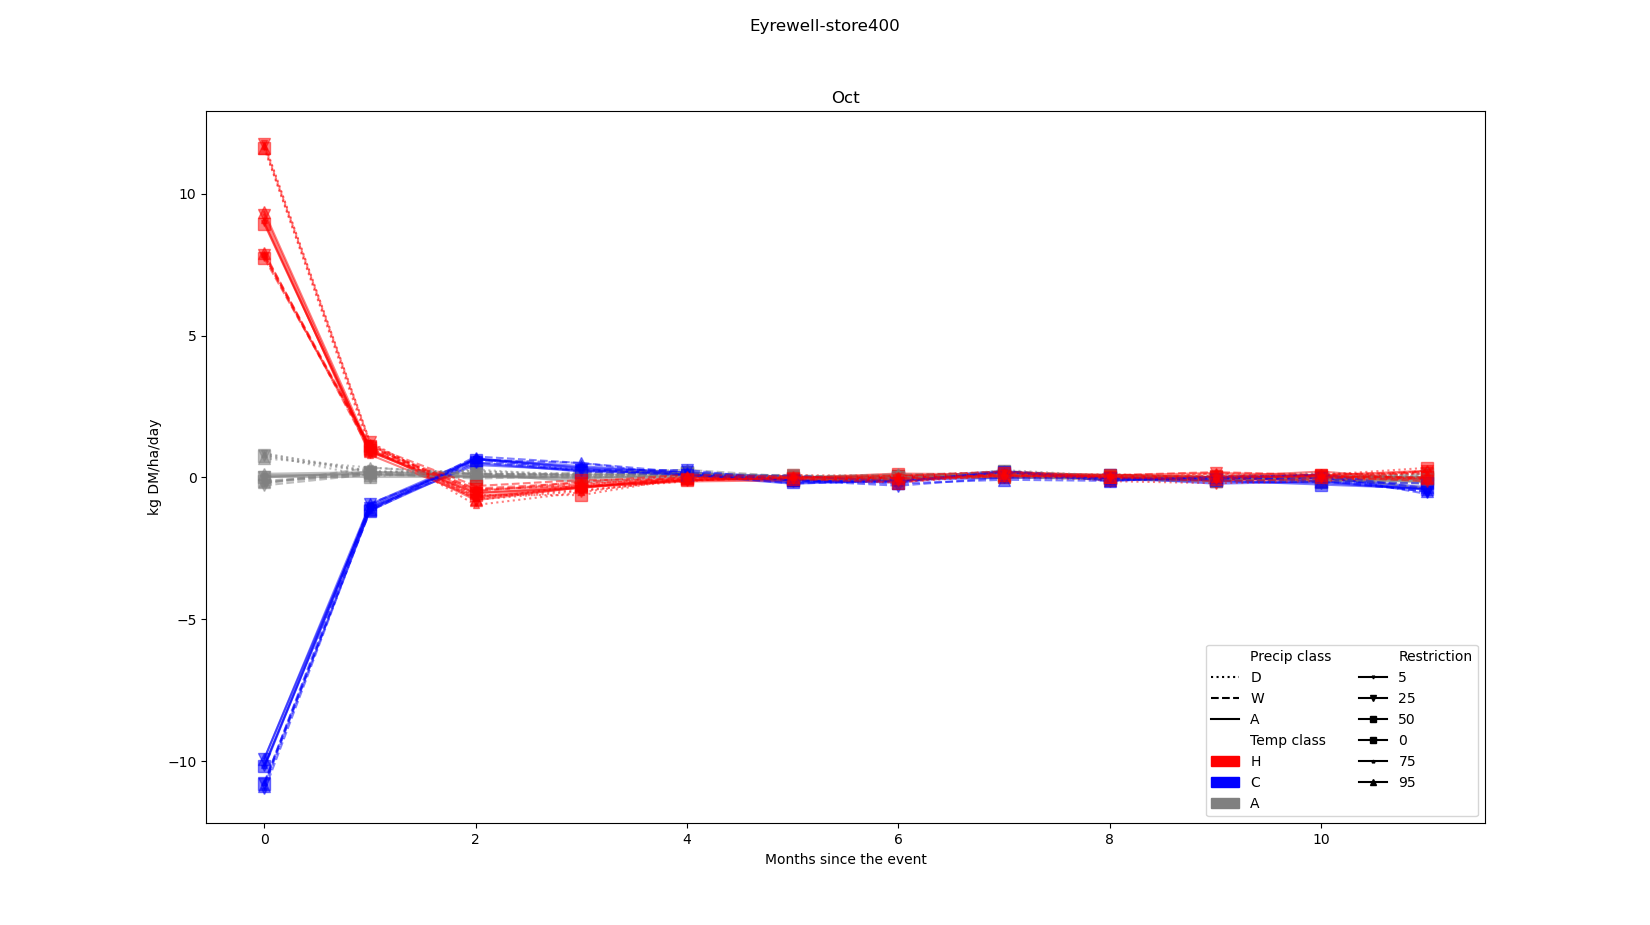 Eyrewell-store400
Oct
10
5
0
−5
−10
kg DM/ha/day
0
2
4
6
8
10
Months since the event
Precip class
D
W
A
Temp class
H
C
A
Restriction
5
25
50
0
75
95